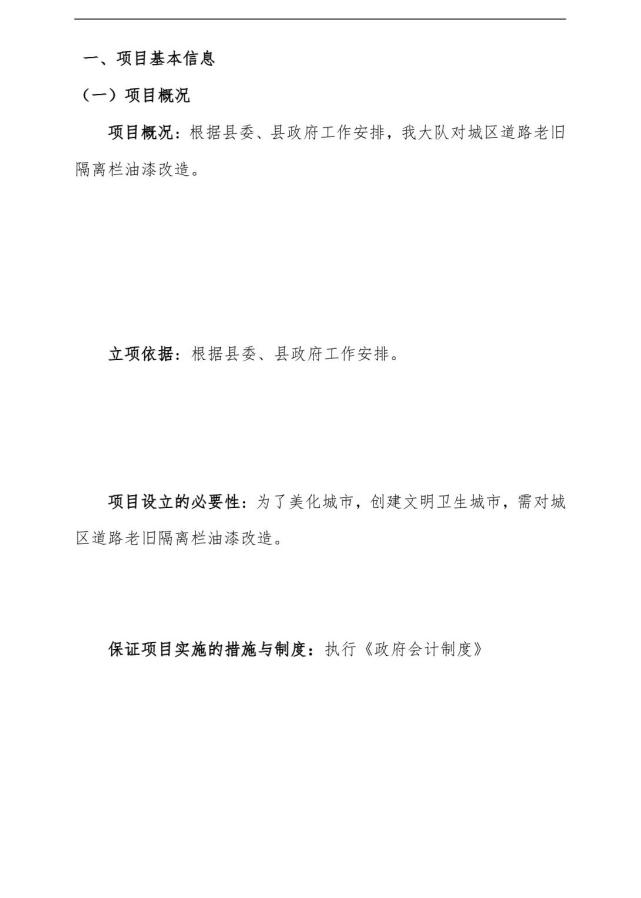 一、项目基本信息
（一）项目概况
项目概况：根据县委、县政府工作安排，我大队对城区道路老旧
隔离栏油漆改造。
立项依据：根据县委、县政府工作安排。
项目设立的必要性：为了美化城市，创建文明卫生城市，需对城
区道路老旧隔离栏油漆改造。
保证项目实施的措施与制度：执行《政府会计制度》